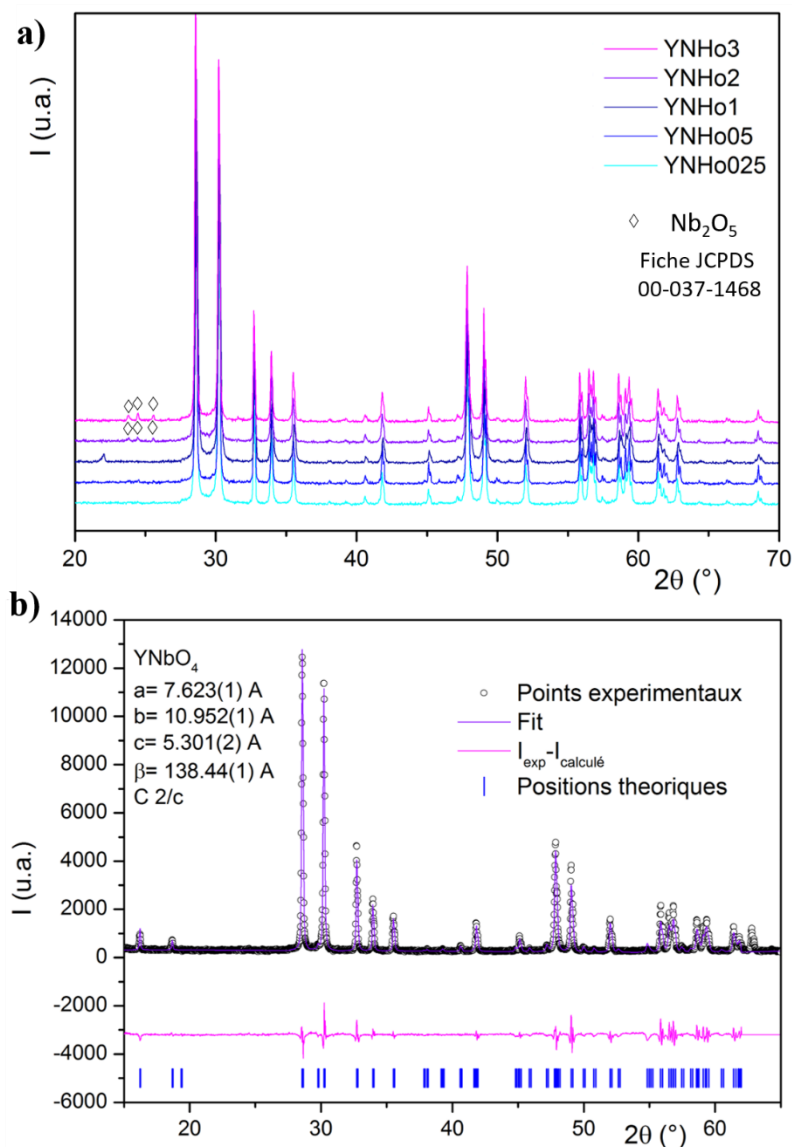 a)
I (u.a.)
YNHo3
YNHo2
YNHo1
YNHo05
YNHo025
◊ Nb₂O₅
Fiche JCPDS
00-037-1468
20 30 40 50 60 70
2θ (°)
b)
I (u.a.)
14000
12000
10000
8000
6000
4000
2000
0
-2000
-4000
-6000
YNbO₄
a= 7.623(1) A
b= 10.952(1) A
c= 5.301(2) A
β= 138.44(1) A
C 2/c
Points experimentaux
Fit
I_exp-I_calculé
Positions theoriques
20 30 40 50 60
2θ (°)